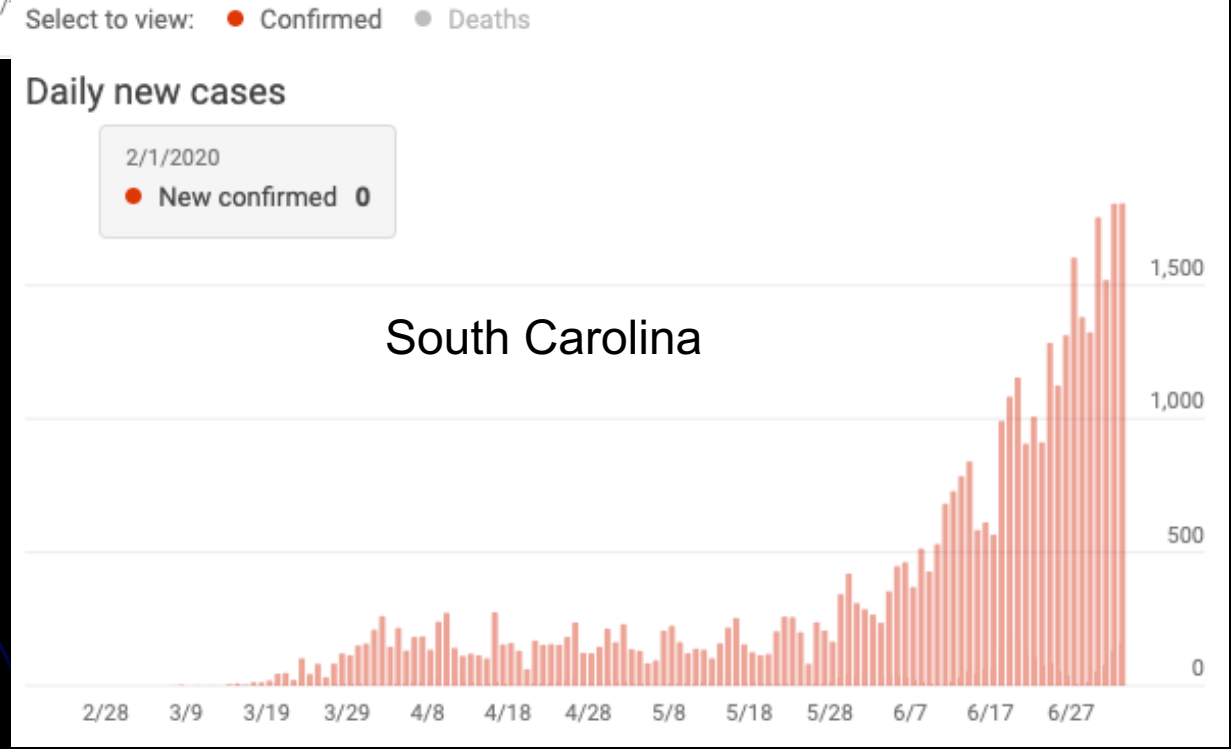 Select to view: Confirmed Deaths
Daily new cases
2/1/2020
New confirmed 0
1,500
South Carolina
1,000
500
0
2/28 3/9 3/19 3/29 4/8 4/18 4/28 5/8 5/18 5/28 6/7 6/17 6/27